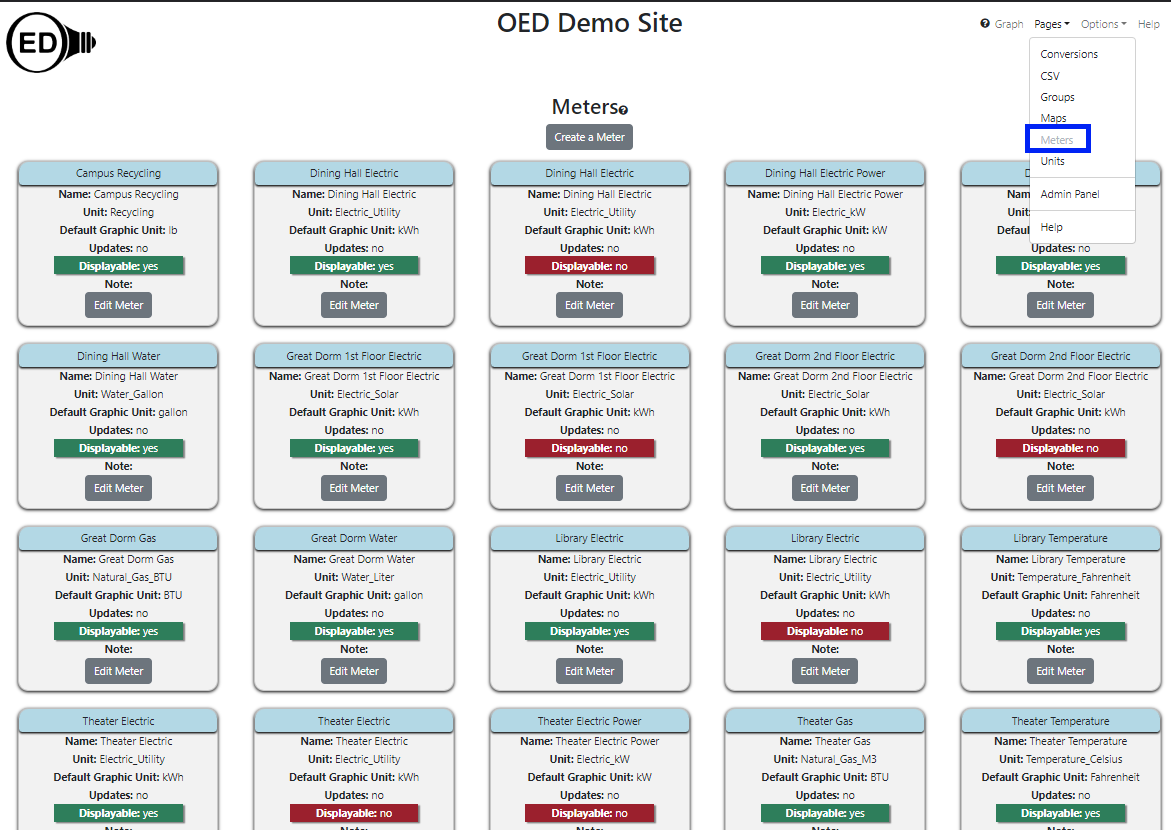 ED
OED Demo Site
Graph Pages Options Help
Conversions
CSV
Groups
Maps
Meters
Units
Admin Panel
Help
Meters
Create a Meter
Campus Recycling
Name: Campus Recycling
Unit: Recycling
Default Graphic Unit: lb
Updates: no
Displayable: yes
Note:
Edit Meter
Dining Hall Electric
Name: Dining Hall Electric
Unit: Electric_Utility
Default Graphic Unit: kWh
Updates: no
Displayable: yes
Note:
Edit Meter
Dining Hall Electric
Name: Dining Hall Electric
Unit: Electric_Utility
Default Graphic Unit: kWh
Updates: no
Displayable: no
Note:
Edit Meter
Dining Hall Electric Power
Name: Dining Hall Electric Power
Unit: Electric_kW
Default Graphic Unit: kW
Updates: no
Displayable: yes
Note:
Edit Meter
Updates: no
Displayable: yes
Note:
Edit Meter
Dining Hall Water
Name: Dining Hall Water
Unit: Water_Gallon
Default Graphic Unit: gallon
Updates: no
Displayable: yes
Note:
Edit Meter
Great Dorm 1st Floor Electric
Name: Great Dorm 1st Floor Electric
Unit: Electric_Solar
Default Graphic Unit: kWh
Updates: no
Displayable: yes
Note:
Edit Meter
Great Dorm 1st Floor Electric
Name: Great Dorm 1st Floor Electric
Unit: Electric_Solar
Default Graphic Unit: kWh
Updates: no
Displayable: no
Note:
Edit Meter
Great Dorm 2nd Floor Electric
Name: Great Dorm 2nd Floor Electric
Unit: Electric_Solar
Default Graphic Unit: kWh
Updates: no
Displayable: yes
Note:
Edit Meter
Great Dorm 2nd Floor Electric
Name: Great Dorm 2nd Floor Electric
Unit: Electric_Solar
Default Graphic Unit: kWh
Updates: no
Displayable: no
Note:
Edit Meter
Great Dorm Gas
Name: Great Dorm Gas
Unit: Natural_Gas_BTU
Default Graphic Unit: BTU
Updates: no
Displayable: yes
Note:
Edit Meter
Great Dorm Water
Name: Great Dorm Water
Unit: Water_Liter
Default Graphic Unit: gallon
Updates: no
Displayable: yes
Note:
Edit Meter
Library Electric
Name: Library Electric
Unit: Electric_Utility
Default Graphic Unit: kWh
Updates: no
Displayable: yes
Note:
Edit Meter
Library Electric
Name: Library Electric
Unit: Electric_Utility
Default Graphic Unit: kWh
Updates: no
Displayable: no
Note:
Edit Meter
Library Temperature
Name: Library Temperature
Unit: Temperature_Fahrenheit
Default Graphic Unit: Fahrenheit
Updates: no
Displayable: yes
Note:
Edit Meter
Theater Electric
Name: Theater Electric
Unit: Electric_Utility
Default Graphic Unit: kWh
Updates: no
Displayable: yes
Theater Electric
Name: Theater Electric
Unit: Electric_Utility
Default Graphic Unit: kWh
Updates: no
Displayable: no
Theater Electric Power
Name: Theater Electric Power
Unit: Electric_kW
Default Graphic Unit: kW
Updates: no
Displayable: no
Theater Gas
Name: Theater Gas
Unit: Natural_Gas_M3
Default Graphic Unit: BTU
Updates: no
Displayable: yes
Theater Temperature
Name: Theater Temperature
Unit: Temperature_Celsius
Default Graphic Unit: Fahrenheit
Updates: no
Displayable: yes